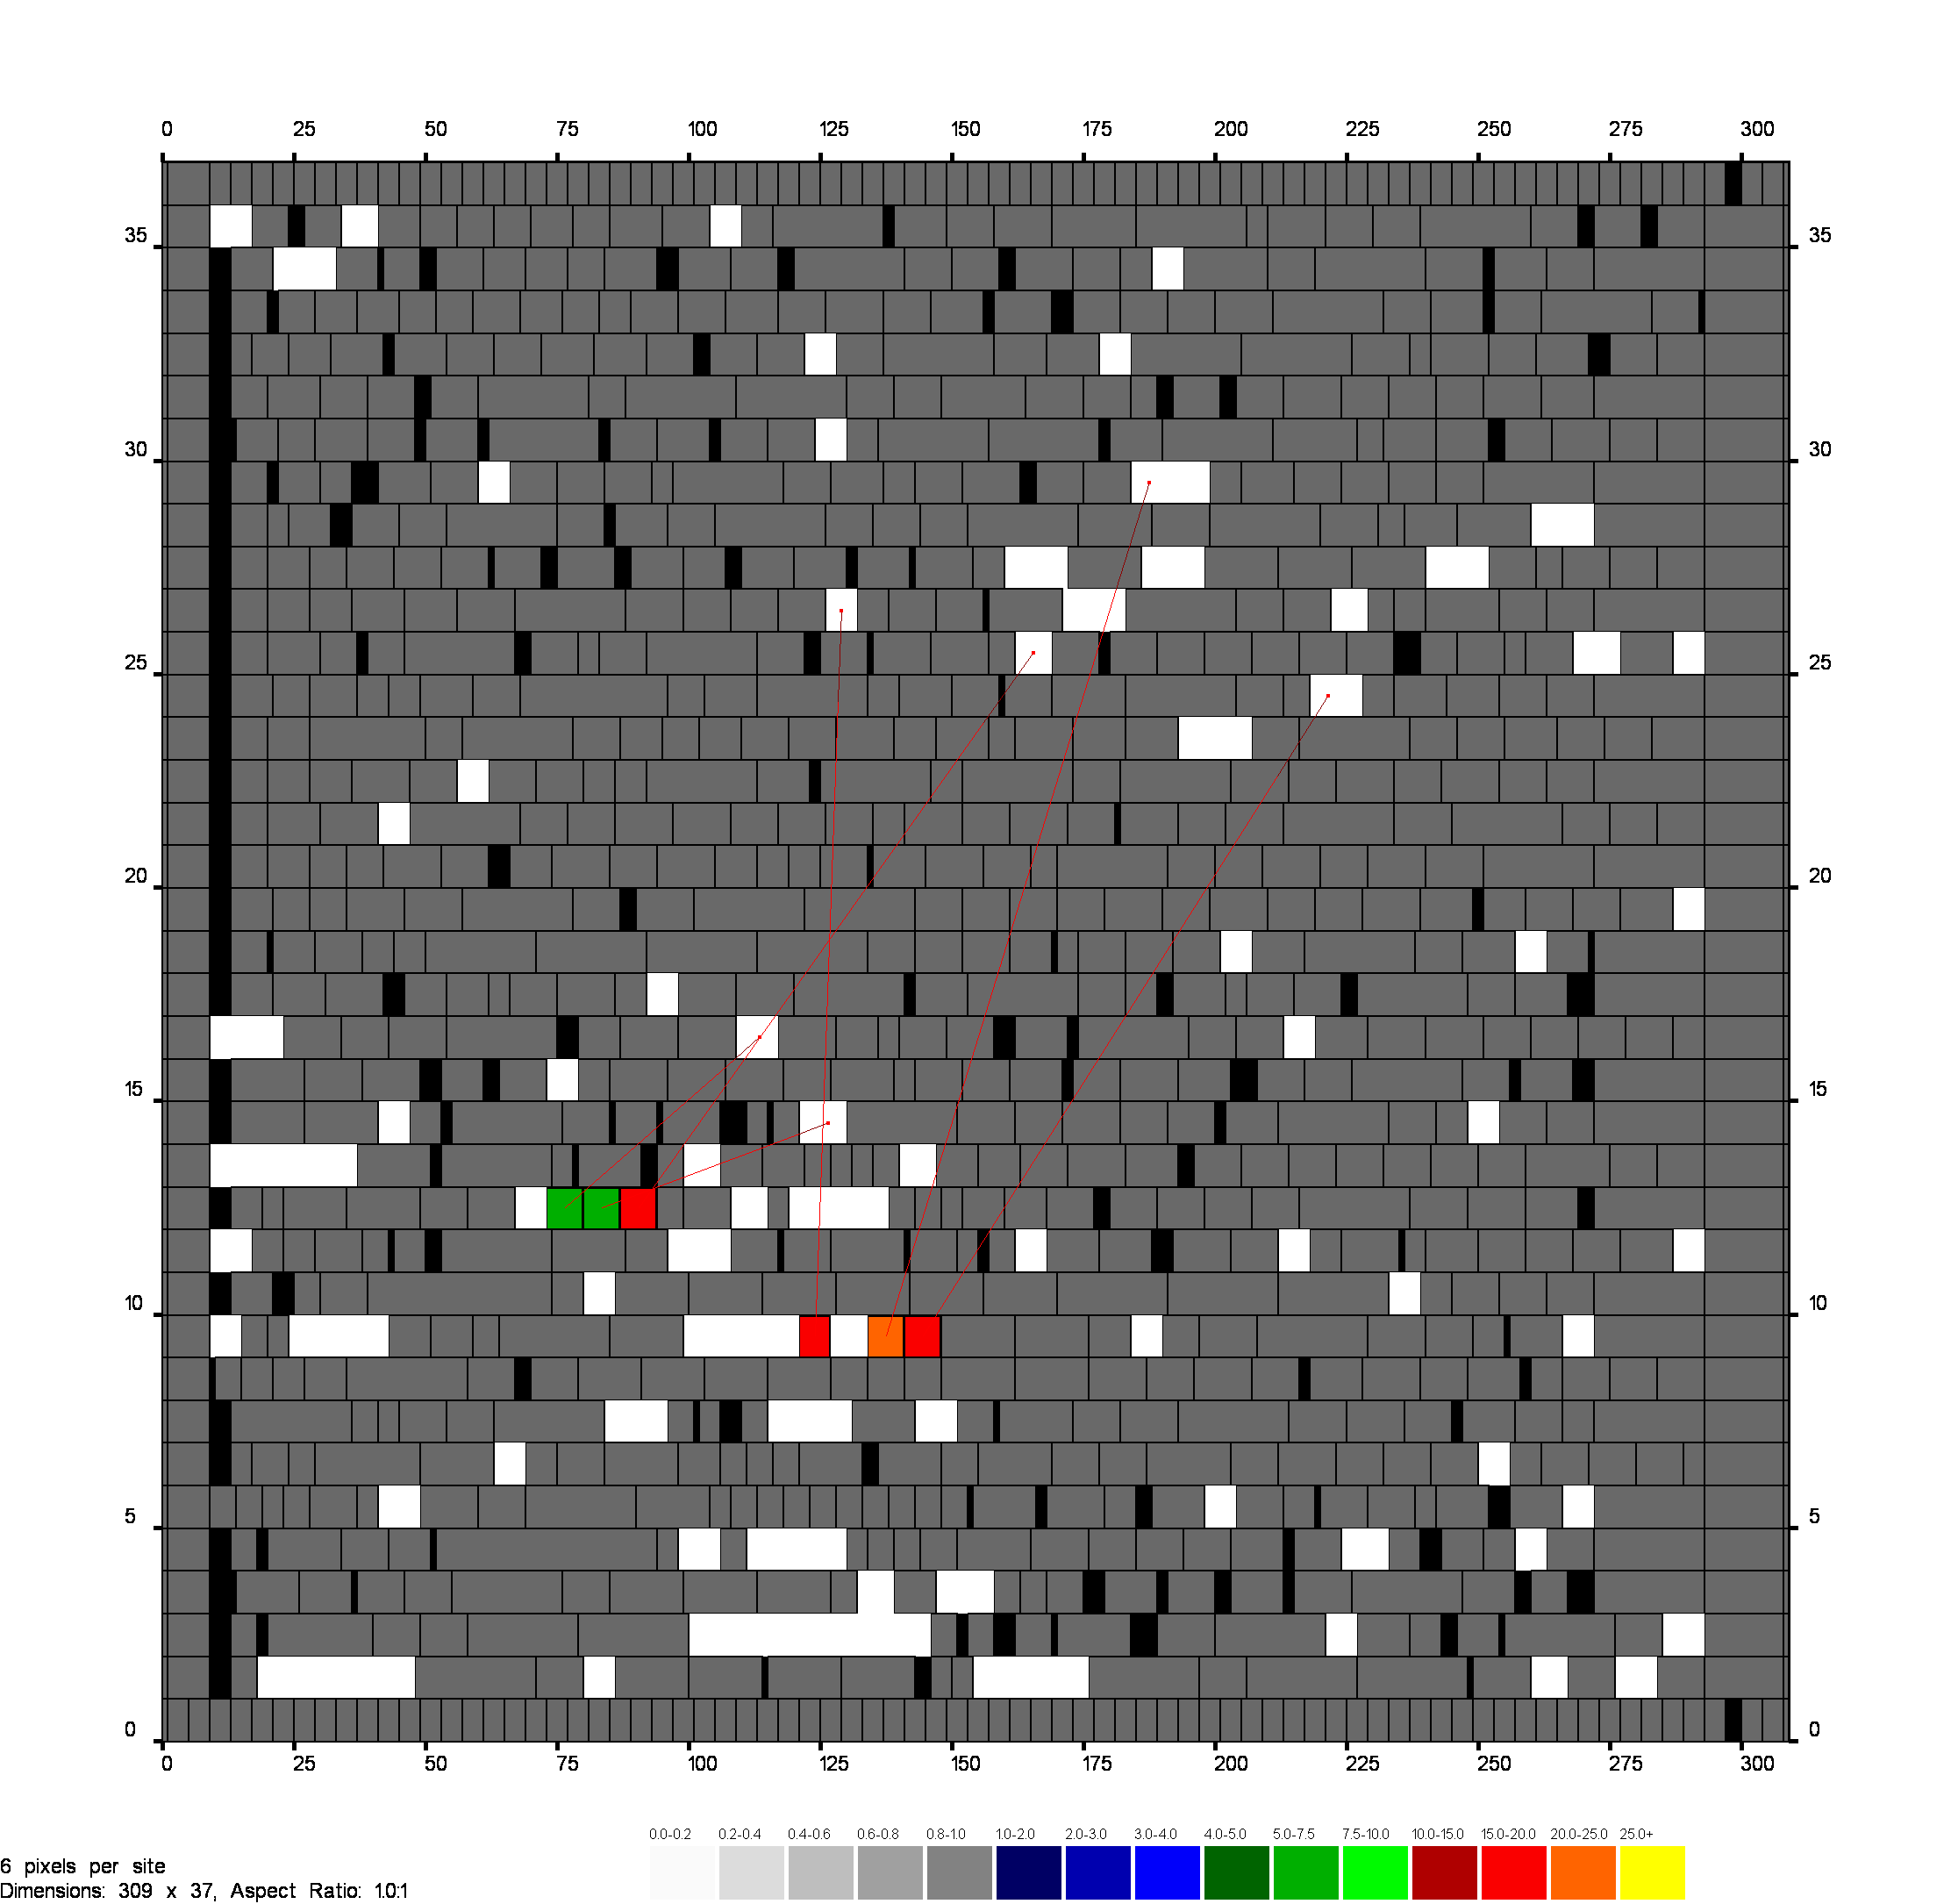 0 25 50 75 100 125 150 175 200 225 250 275 300
35 35
30 30
25 25
20 20
15 15
10 10
5 5
0 0
0 25 50 75 100 125 150 175 200 225 250 275 300
0.0-0.2 0.2-0.4 0.4-0.6 0.6-0.8 0.8-1.0 1.0-2.0 2.0-3.0 3.0-4.0 4.0-5.0 5.0-7.5 7.5-10.0 10.0-15.0 15.0-20.0 20.0-25.0 25.0+
6 pixels per site
Dimensions: 309 x 37, Aspect Ratio: 1.0:1